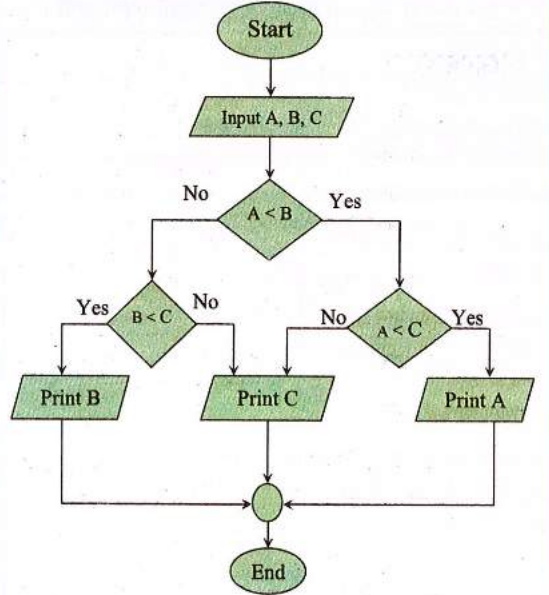 Start
Input A, B, C
No
A < B
Yes
Yes
B < C
No
No
A < C
Yes
Print B
Print C
Print A
End